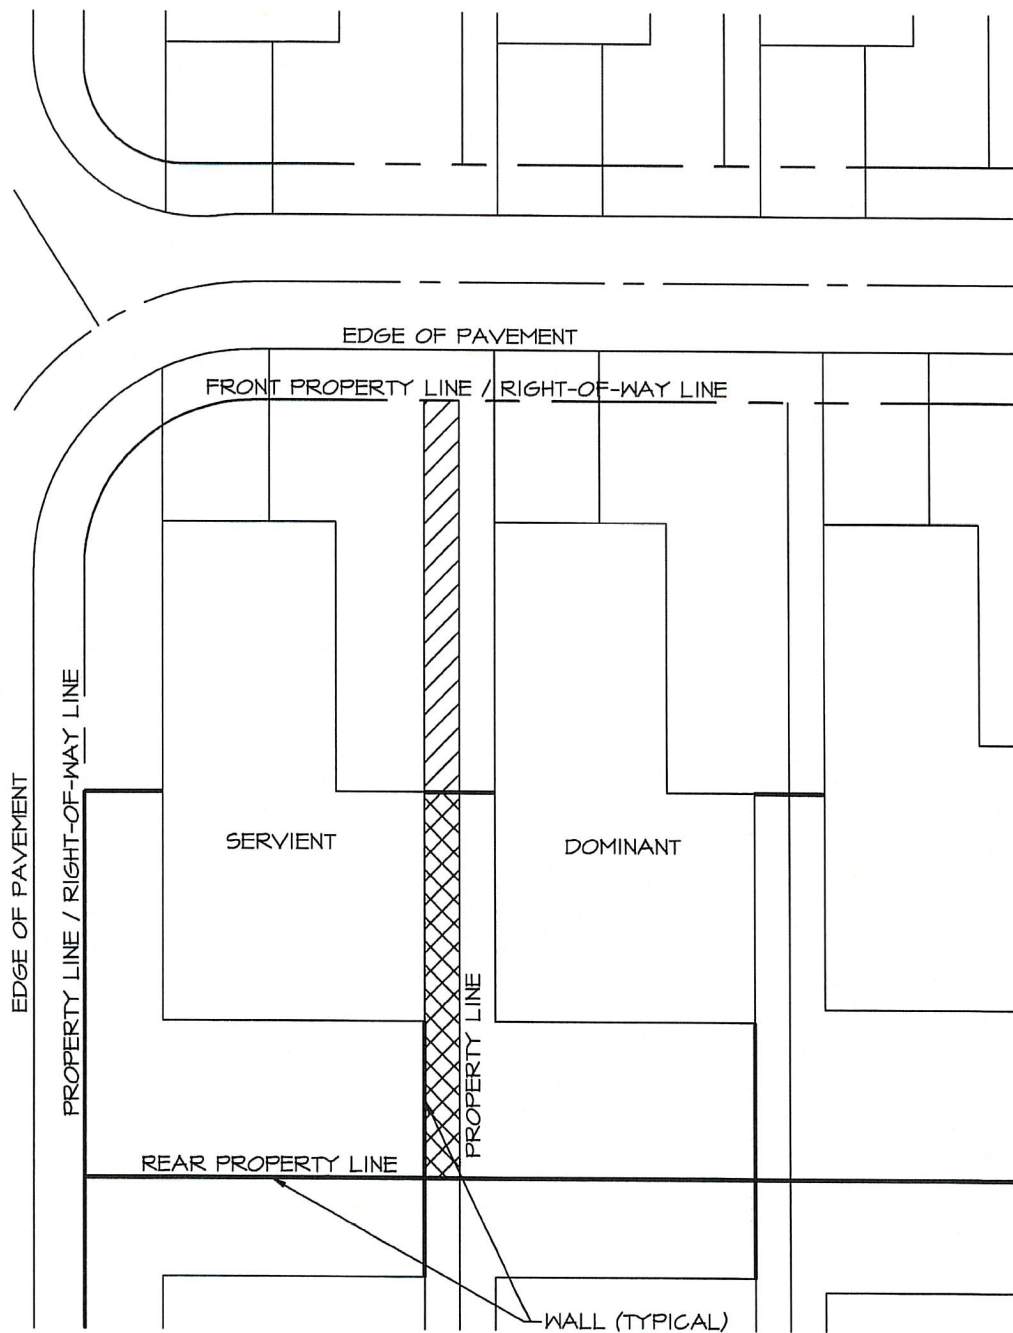 EDGE OF PAVEMENT
FRONT PROPERTY LINE / RIGHT-OF-WAY LINE
PROPERTY LINE / RIGHT-OF-WAY LINE
EDGE OF PAVEMENT
SERVIENT
DOMINANT
PROPERTY LINE
REAR PROPERTY LINE
WALL (TYPICAL)